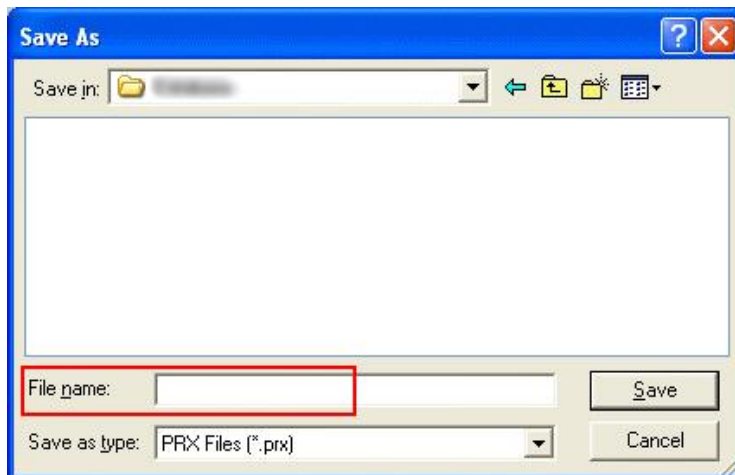 Save As
Save in:
File name:
Save
Save as type: PRX Files (*.prx)
Cancel